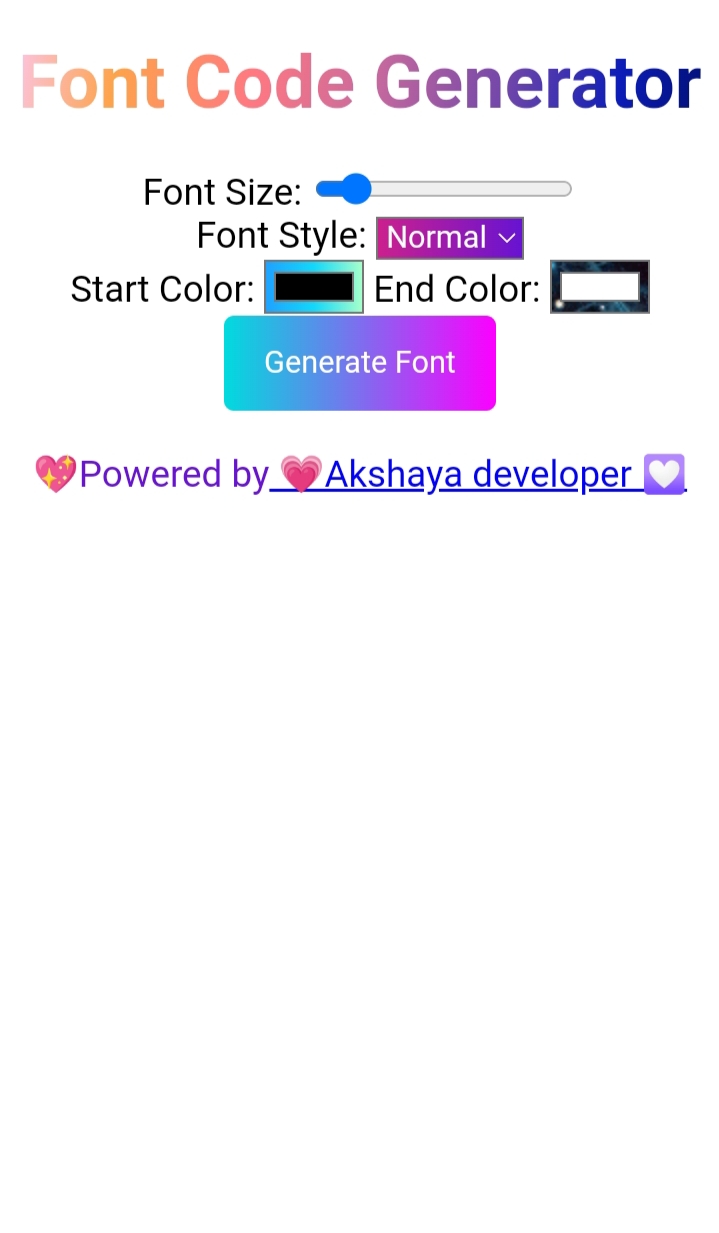 Font Code Generator
Font Size:
Font Style: Normal
Start Color: End Color:
Generate Font
💖Powered by 💗Akshaya developer 💟